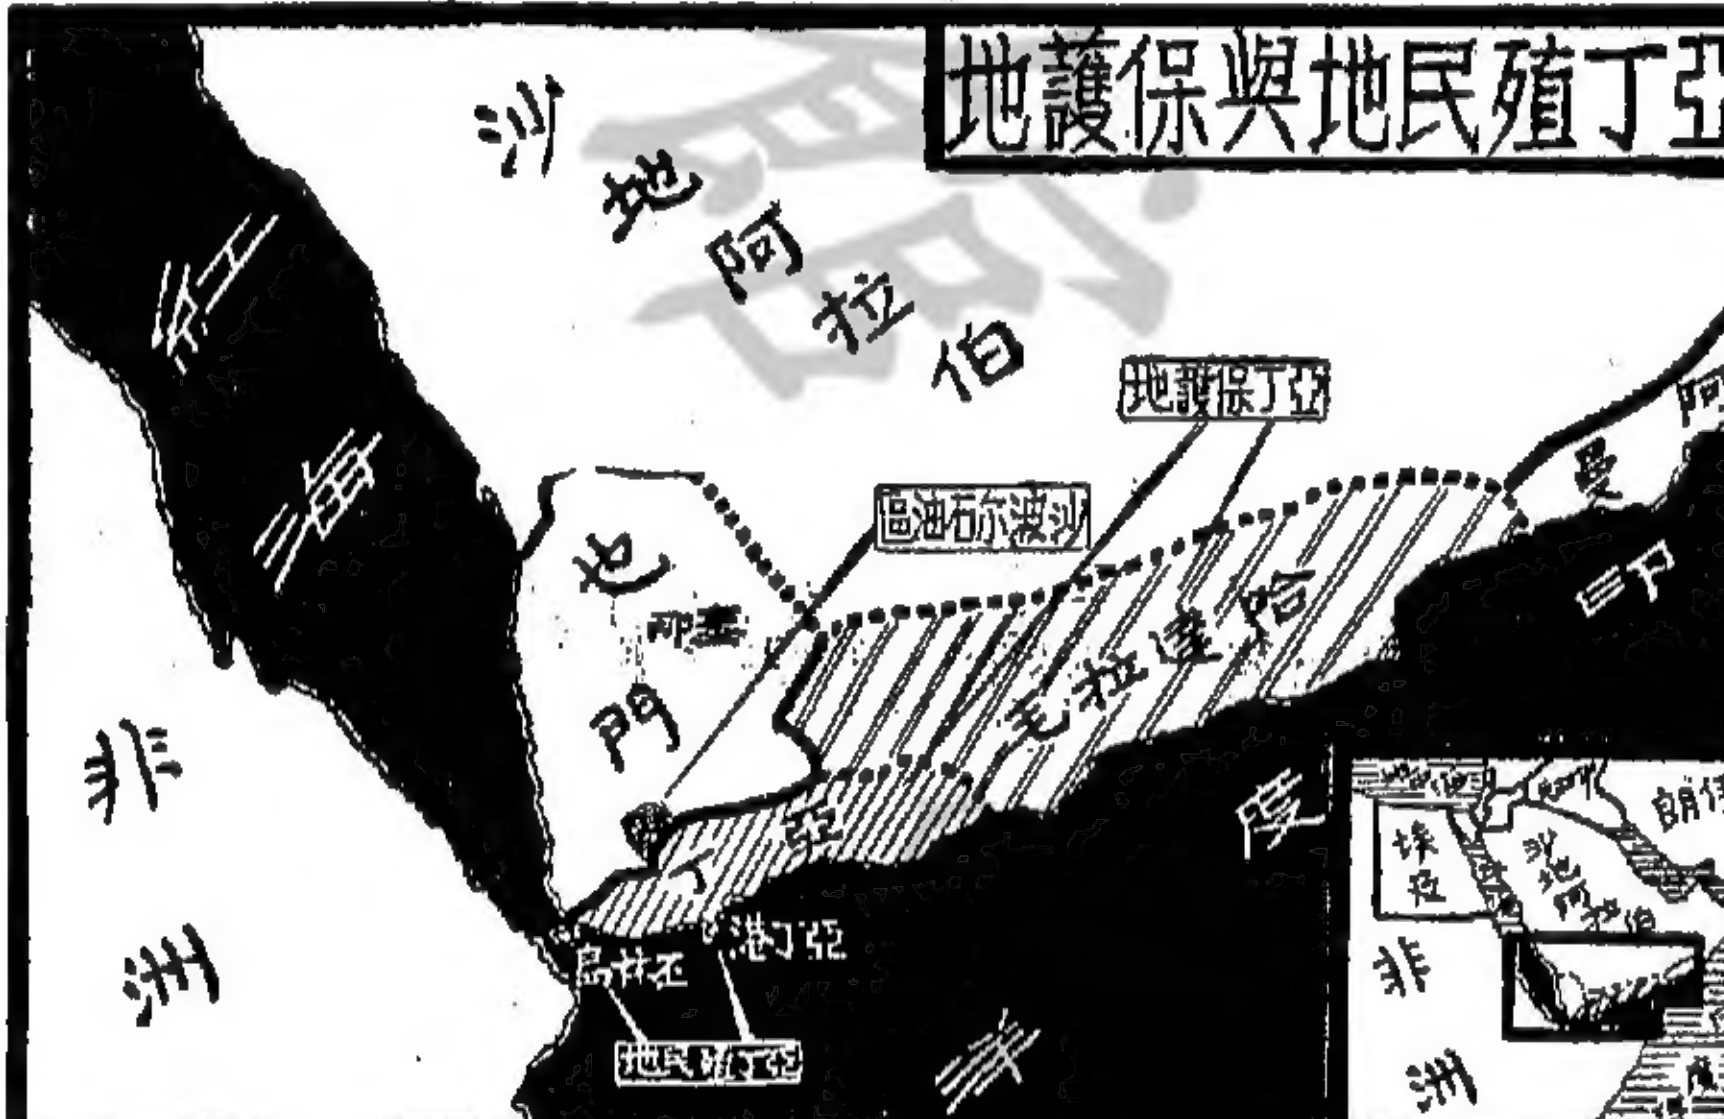 亞丁殖民地與保護地
沙地阿拉伯
紅海
亞丁保護地
沙波尔石油區
阿
曼
也門
哈達拉毛
亞丁
非洲
亞丁港
丕林島
亞丁殖民地
印度洋
埃及
沙地阿拉伯
非洲